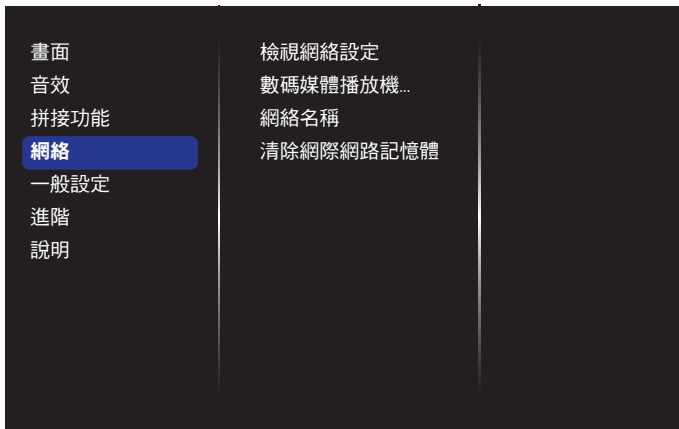 畫面
音效
拼接功能
網絡
一般設定
進階
說明
檢視網絡設定
數碼媒體播放機...
網絡名稱
清除網際網路記憶體